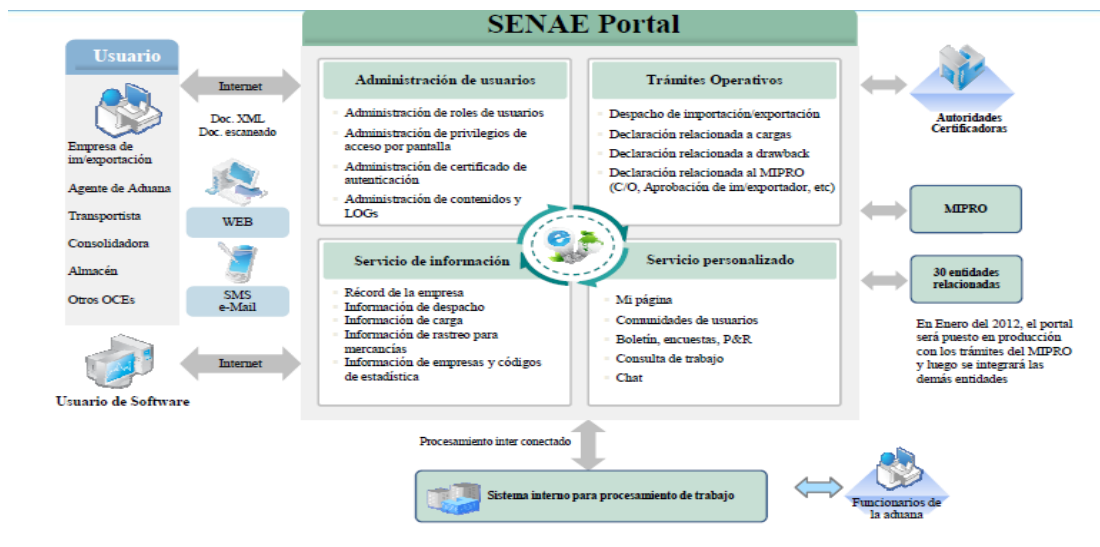 SENAE Portal
Usuario
Empresa de
im/exportación
Agente de Aduana
Transportista
Consolidadora
Almacén
Otros OCEs
Usuario de Software
Internet
Doc. XML
Doc. escaneado
WEB
SMS
e-Mail
Internet
Administración de usuarios
Administración de roles de usuarios
Administración de privilegios de
acceso por pantalla
Administración de certificado de
autenticación
Administración de contenidos y
LOGs
Trámites Operativos
Despacho de importación/exportación
Declaración relacionada a cargas
Declaración relacionada a drawback
Declaración relacionada al MIPRO
(C/O, Aprobación de im/exportador, etc)
Servicio de información
Récord de la empresa
Información de despacho
Información de carga
Información de rastreo para
mercancías
Información de empresas y códigos
de estadística
Servicio personalizado
Mi página
Comunidades de usuarios
Boletín, encuestas, P&R
Consulta de trabajo
Chat
Autoridades
Certificadoras
MIPRO
30 entidades
relacionadas
En Enero del 2012, el portal
será puesto en producción
con los trámites del MIPRO
y luego se integrará las
demás entidades
Procesamiento inter conectado
Sistema interno para procesamiento de trabajo
Funcionarios de
la aduana